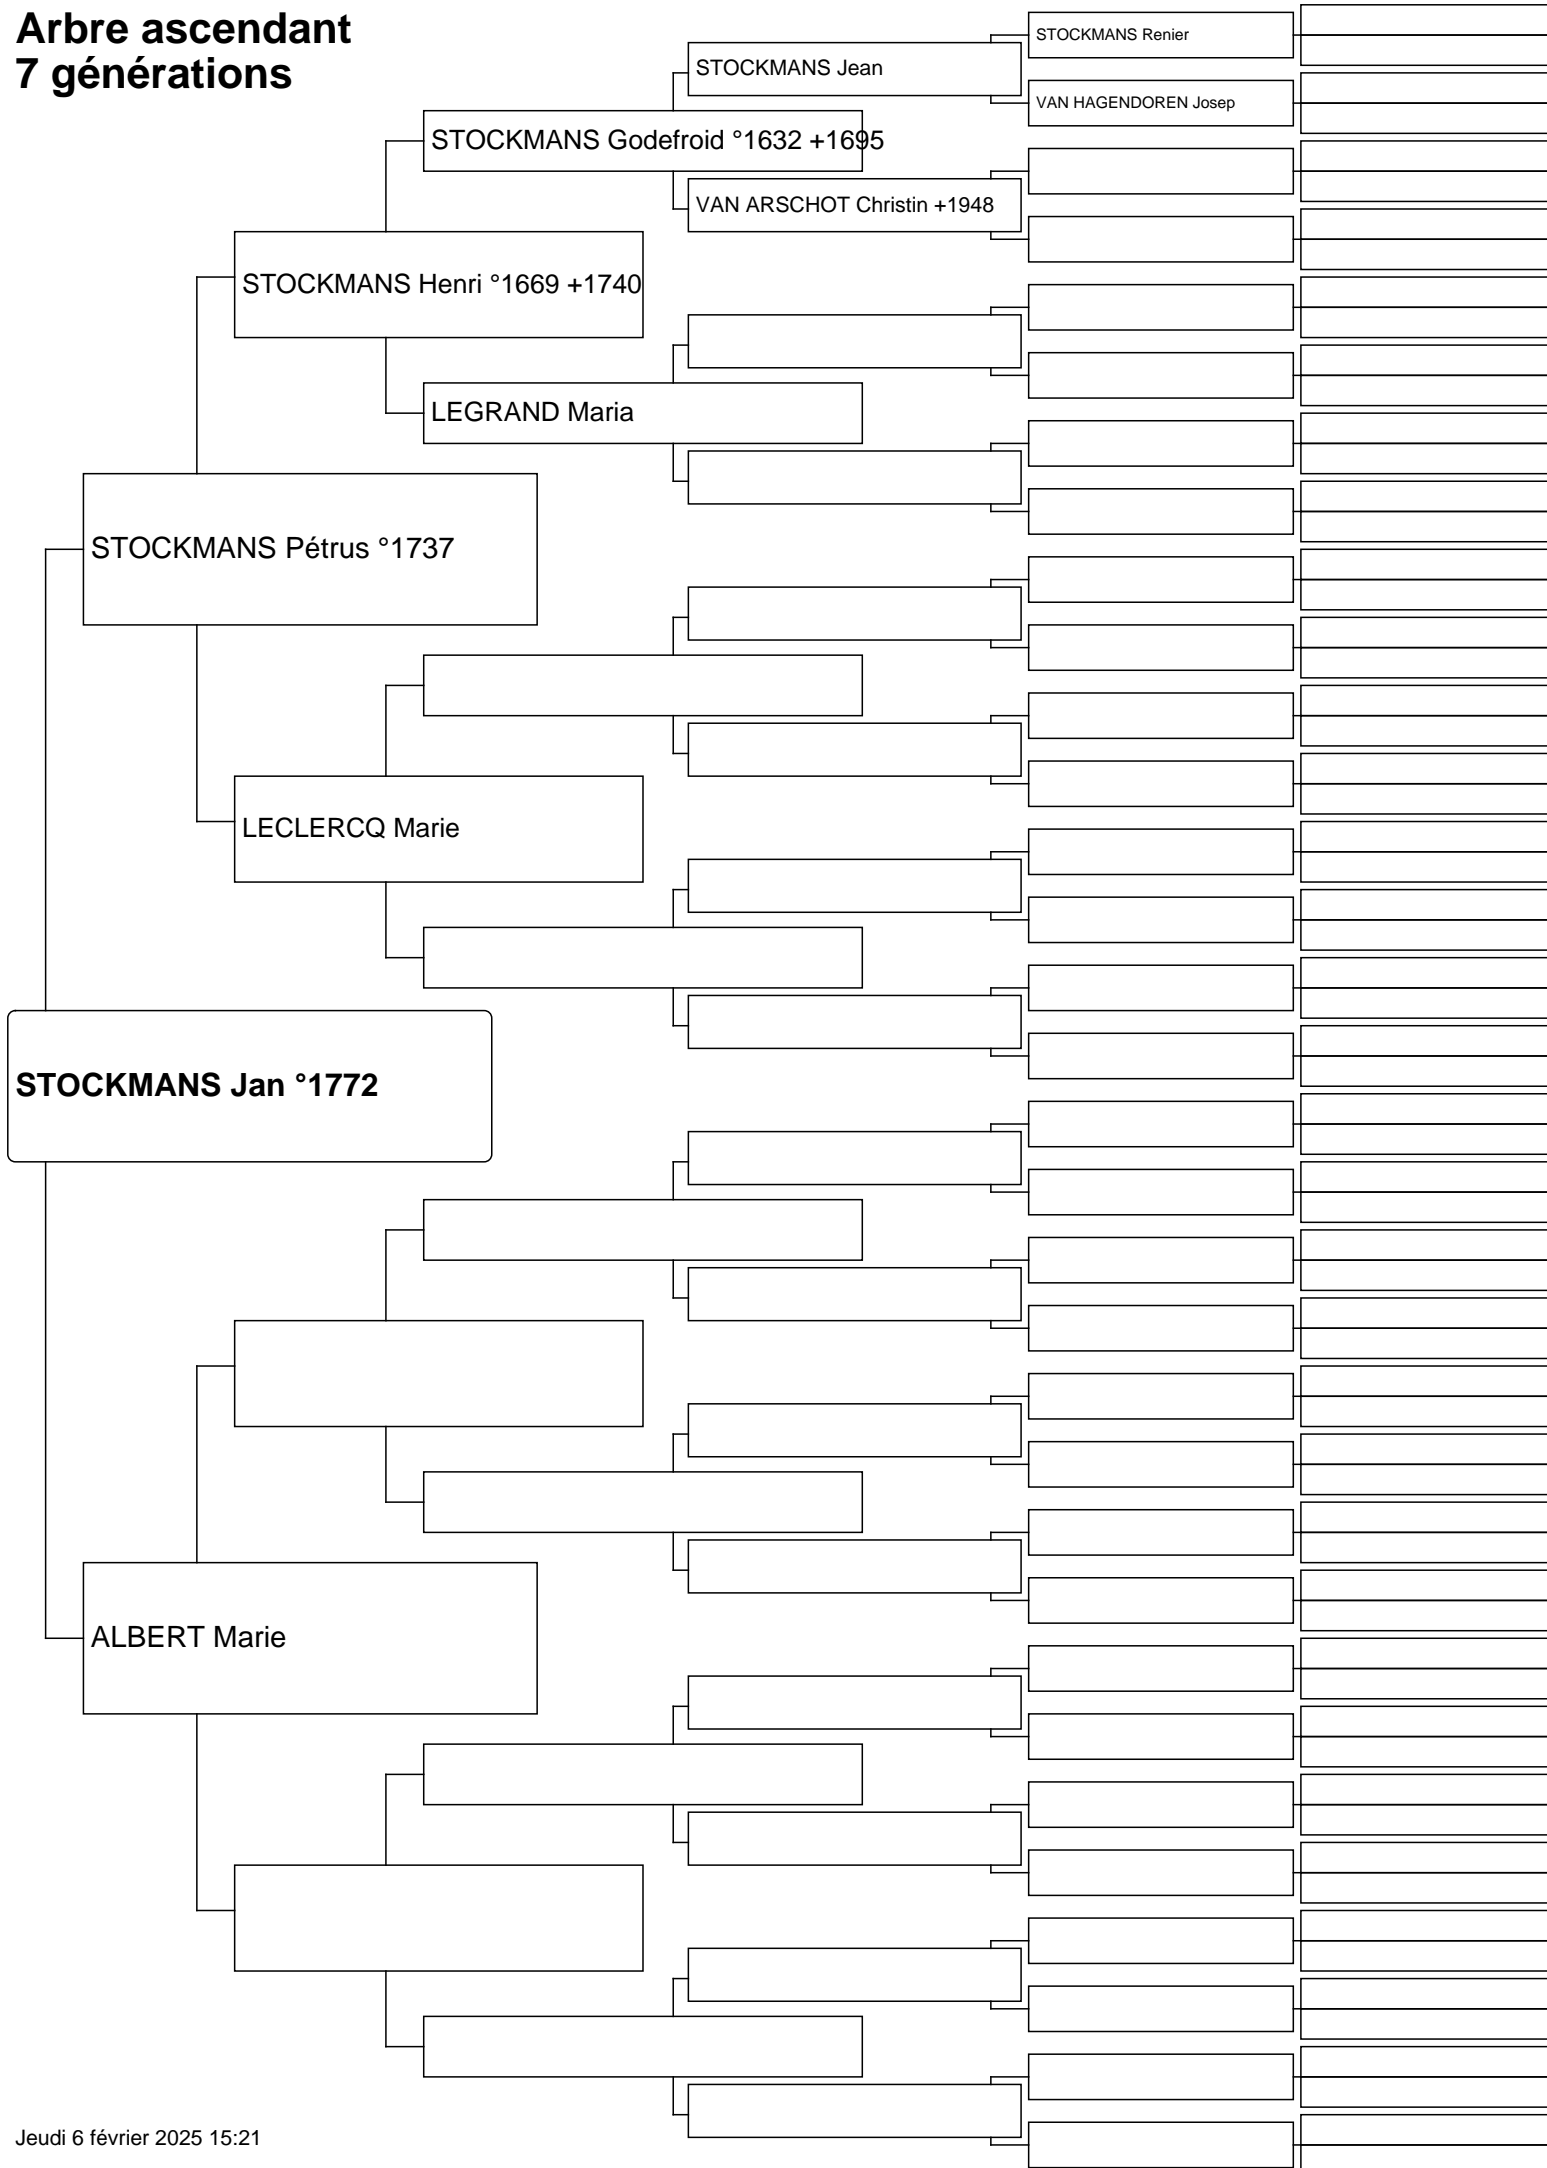 Arbre ascendant
7 générations
STOCKMANS Renier
STOCKMANS Jean
VAN HAGENDOREN Josep
STOCKMANS Godefroid °1632 +1695
VAN ARSCHOT Christin +1948
STOCKMANS Henri °1669 +1740
LEGRAND Maria
STOCKMANS Pétrus °1737
LECLERCQ Marie
STOCKMANS Jan °1772
ALBERT Marie
Jeudi 6 février 2025 15:21